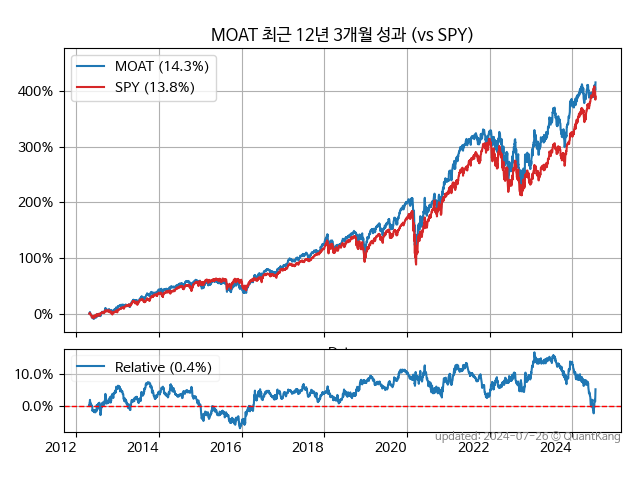 MOAT 최근 12년 3개월 성과 (vs SPY)
MOAT (14.3%)
SPY (13.8%)
400%
300%
200%
100%
0%
Relative (0.4%)
10.0%
0.0%
2012 2014 2016 2018 2020 2022 2024
updated: 2024-07-26 © QuantKang